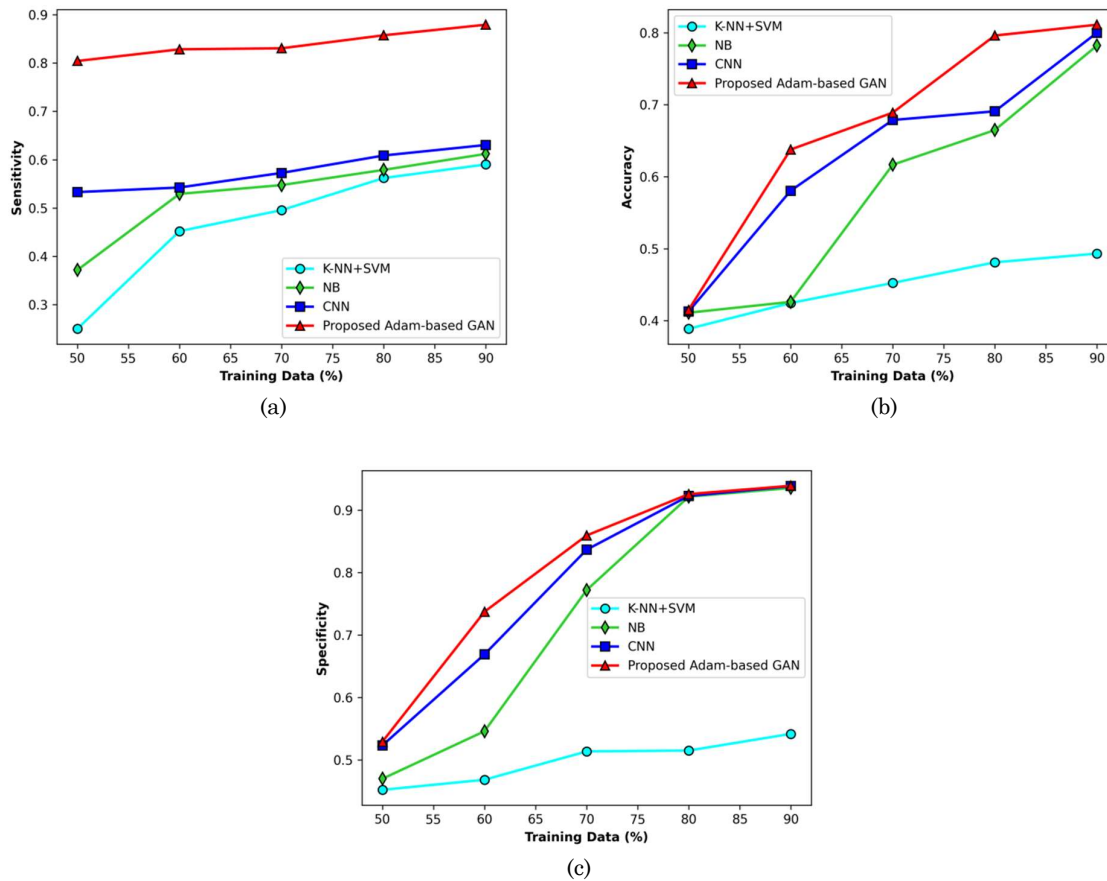 0.9
0.8
0.7
0.6
0.5
0.4
0.3
Sensitivity
K-NN+SVM
NB
CNN
Proposed Adam-based GAN
50 55 60 65 70 75 80 85 90
Training Data (%)
(a)
K-NN+SVM
NB
CNN
Proposed Adam-based GAN
0.8
0.7
0.6
0.5
0.4
Accuracy
50 55 60 65 70 75 80 85 90
Training Data (%)
(b)
0.9
0.8
0.7
0.6
0.5
Specificity
K-NN+SVM
NB
CNN
Proposed Adam-based GAN
50 55 60 65 70 75 80 85 90
Training Data (%)
(c)